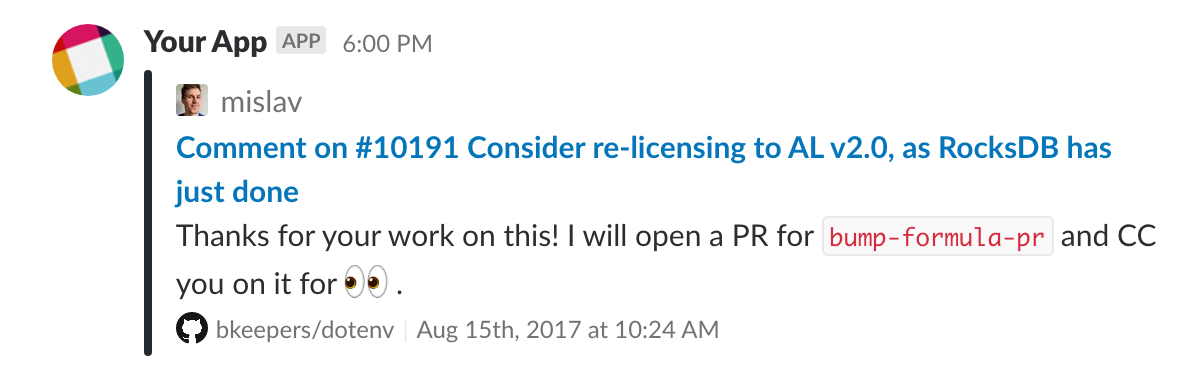 Your App APP 6:00 PM
mislav
Comment on #10191 Consider re-licensing to AL v2.0, as RocksDB has
just done
Thanks for your work on this! I will open a PR for bump-formula-pr and CC
you on it for 👀 .
bkeepers/dotenv | Aug 15th, 2017 at 10:24 AM